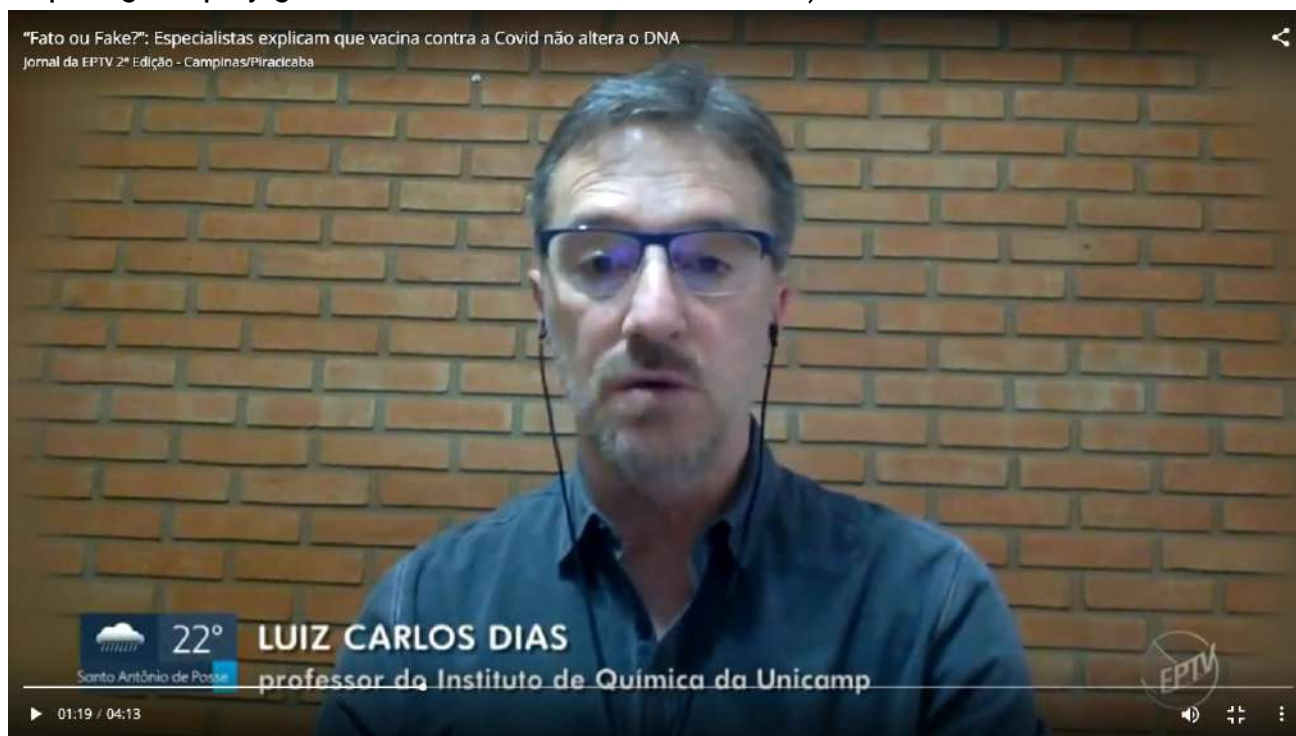 “Fato ou Fake?”: Especialistas explicam que vacina contra a Covid não altera o DNA
Jornal da EPTV 2ª Edição - Campinas/Piracicaba
22°
Santo Antônio de Posse
LUIZ CARLOS DIAS
professor do Instituto de Química da Unicamp
EPTV
01:19 / 04:13